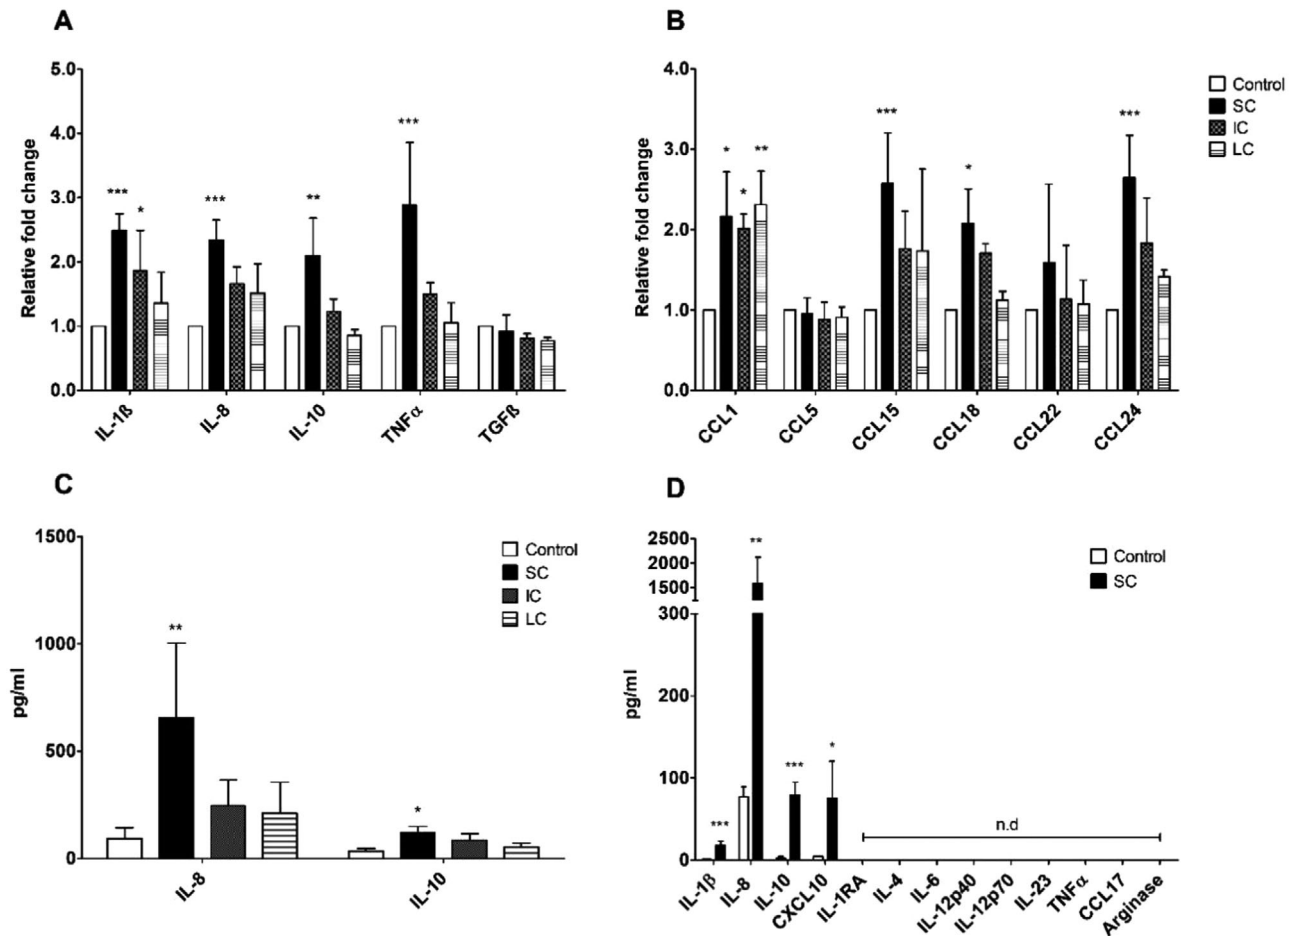 A
5.0
4.0
3.0
2.0
1.0
0.0
Relative fold change
***
*
***
**
***
IL-1ß
IL-8
IL-10
TNFα
TGFß
B
4.0
3.0
2.0
1.0
0.0
Relative fold change
*
*
**
***
*
***
CCL1
CCL5
CCL15
CCL18
CCL22
CCL24
Control
SC
IC
LC
C
1500
1000
500
0
pg/ml
**
*
IL-8
IL-10
Control
SC
IC
LC
D
2500
2000
1500
300
200
100
0
pg/ml
***
**
***
*
n.d
IL-1β
IL-8
IL-10
CXCL10
IL-1RA
IL-4
IL-6
IL-12p40
IL-12p70
IL-23
TNFα
CCL17
Arginase
Control
SC